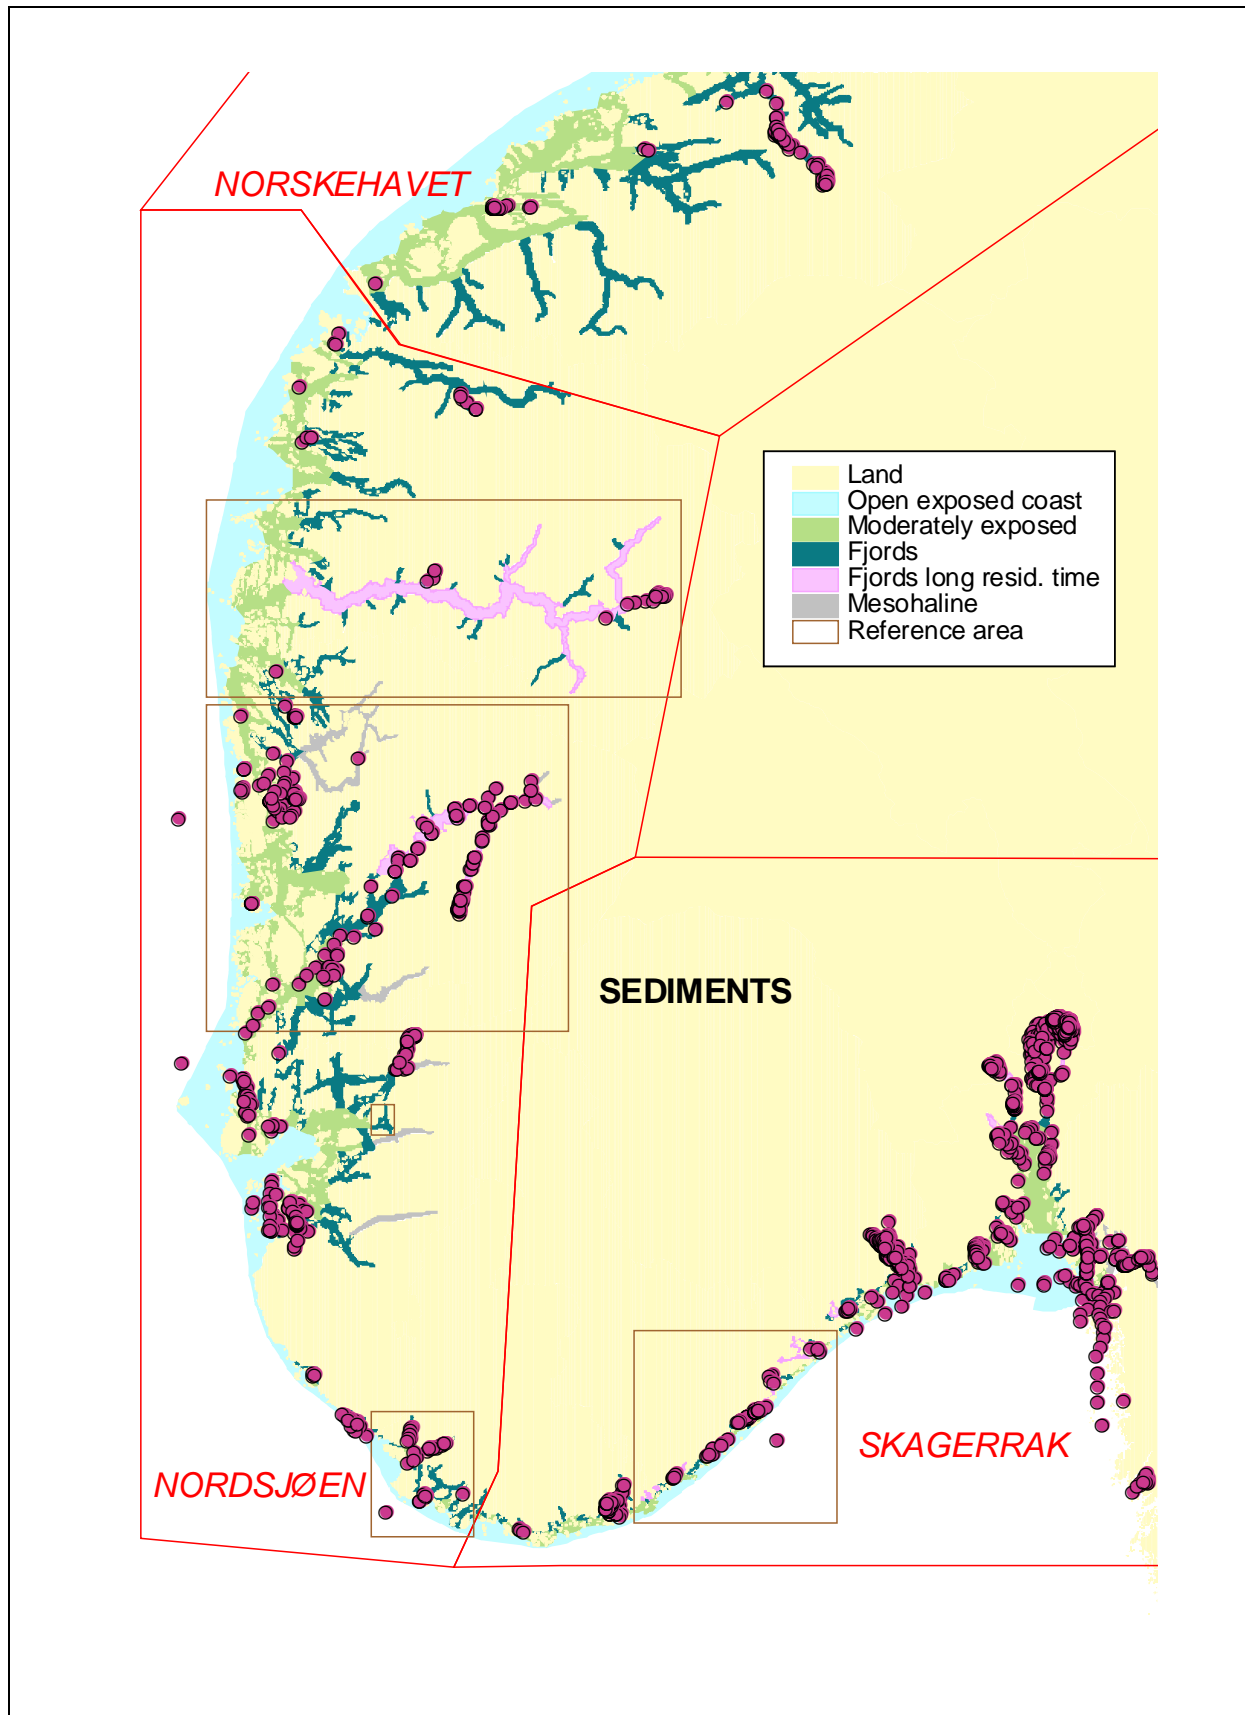 NORSKEHAVET
Land
Open exposed coast
Moderately exposed
Fjords
Fjords long resid. time
Mesohaline
Reference area
SEDIMENTS
SKAGERRAK
NORDSJØEN